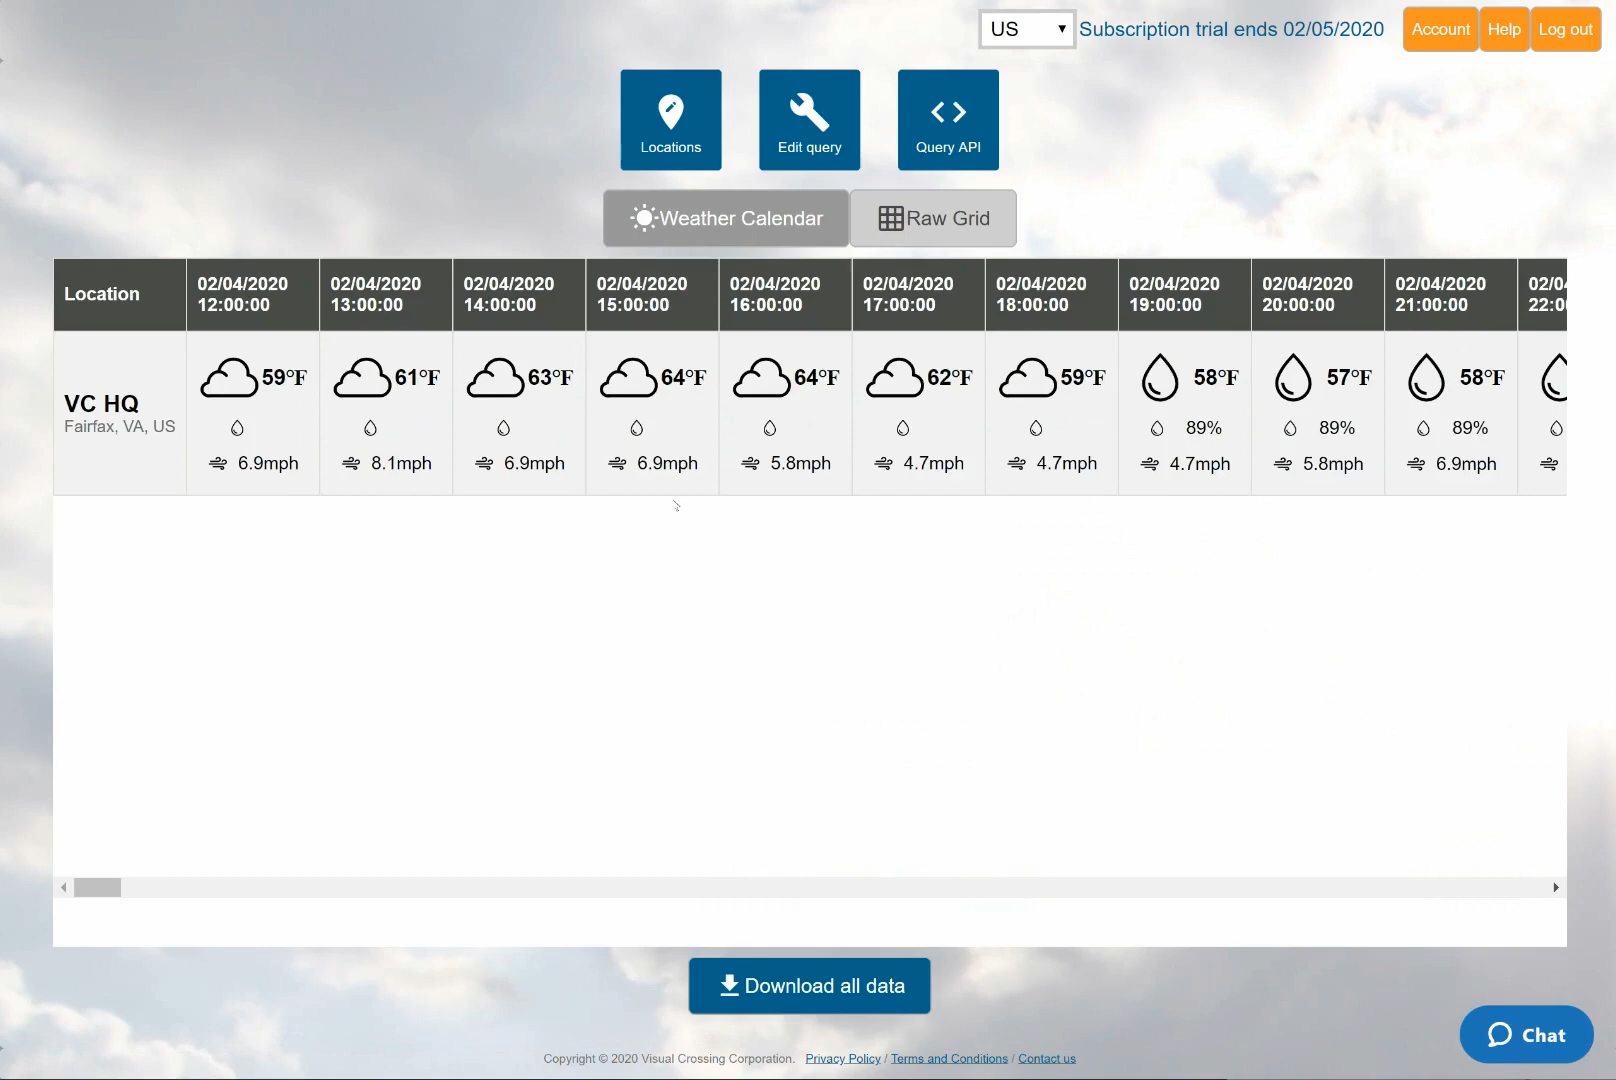 US
Subscription trial ends 02/05/2020
Account
Help
Log out
Locations
Edit query
Query API
Weather Calendar
Raw Grid
Location
02/04/2020
12:00:00
02/04/2020
13:00:00
02/04/2020
14:00:00
02/04/2020
15:00:00
02/04/2020
16:00:00
02/04/2020
17:00:00
02/04/2020
18:00:00
02/04/2020
19:00:00
02/04/2020
20:00:00
02/04/2020
21:00:00
VC HQ
Fairfax, VA, US
59°F
6.9mph
61°F
8.1mph
63°F
6.9mph
64°F
6.9mph
64°F
5.8mph
62°F
4.7mph
59°F
4.7mph
58°F
89%
4.7mph
57°F
89%
5.8mph
58°F
89%
6.9mph
Download all data
Chat
Copyright © 2020 Visual Crossing Corporation. Privacy Policy / Terms and Conditions / Contact us